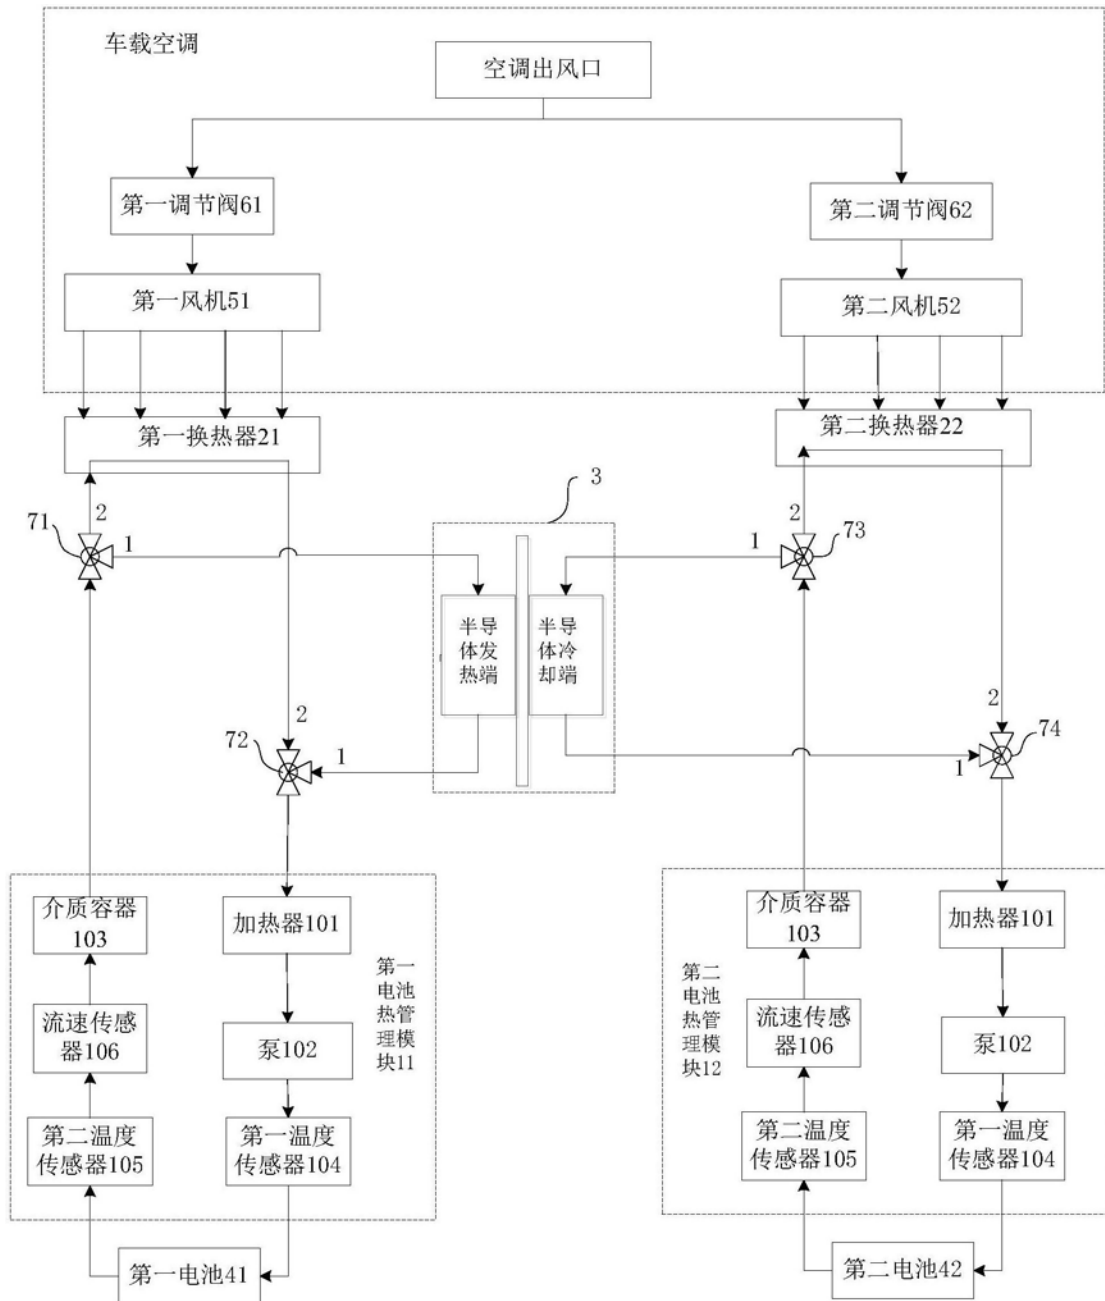 车载空调
空调出风口
第一调节阀61
第二调节阀62
第一风机51
第二风机52
第一换热器21
第二换热器22
3
71
2
1
1
2
73
半导
体发
热端
半导
体冷
却端
72
2
1
2
1
74
介质容器
103
加热器101
第一
电池
热管
理模
块11
流速传感
器106
泵102
第二温度
传感器105
第一温度
传感器104
第一电池41
介质容器
103
加热器101
第二
电池
热管
理模
块12
流速传感
器106
泵102
第二温度
传感器105
第一温度
传感器104
第二电池42